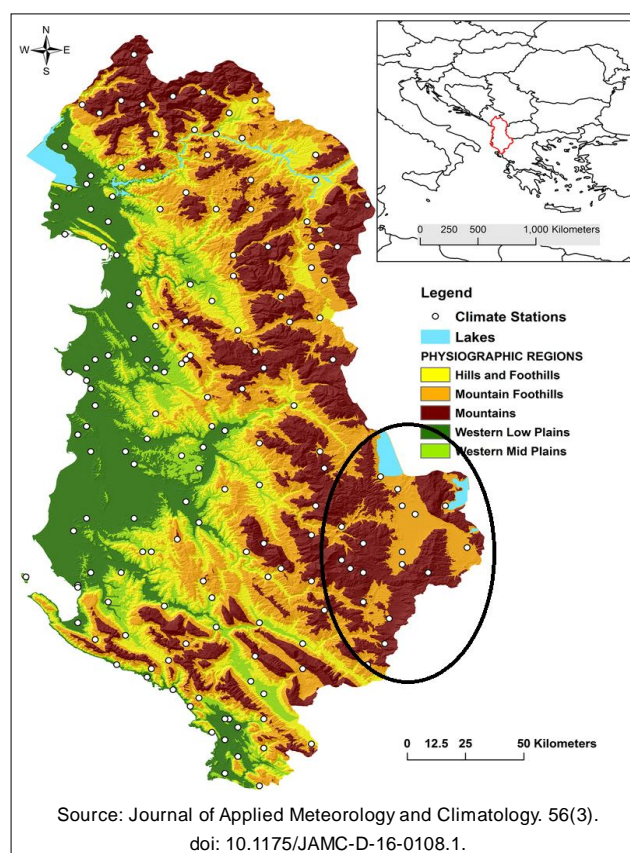 N
W E
S
0 250 500 1,000 Kilometers
Legend
Climate Stations
Lakes
PHYSIOGRAPHIC REGIONS
Hills and Foothills
Mountain Foothills
Mountains
Western Low Plains
Western Mid Plains
0 12.5 25 50 Kilometers
Source: Journal of Applied Meteorology and Climatology. 56(3).
doi: 10.1175/JAMC-D-16-0108.1.